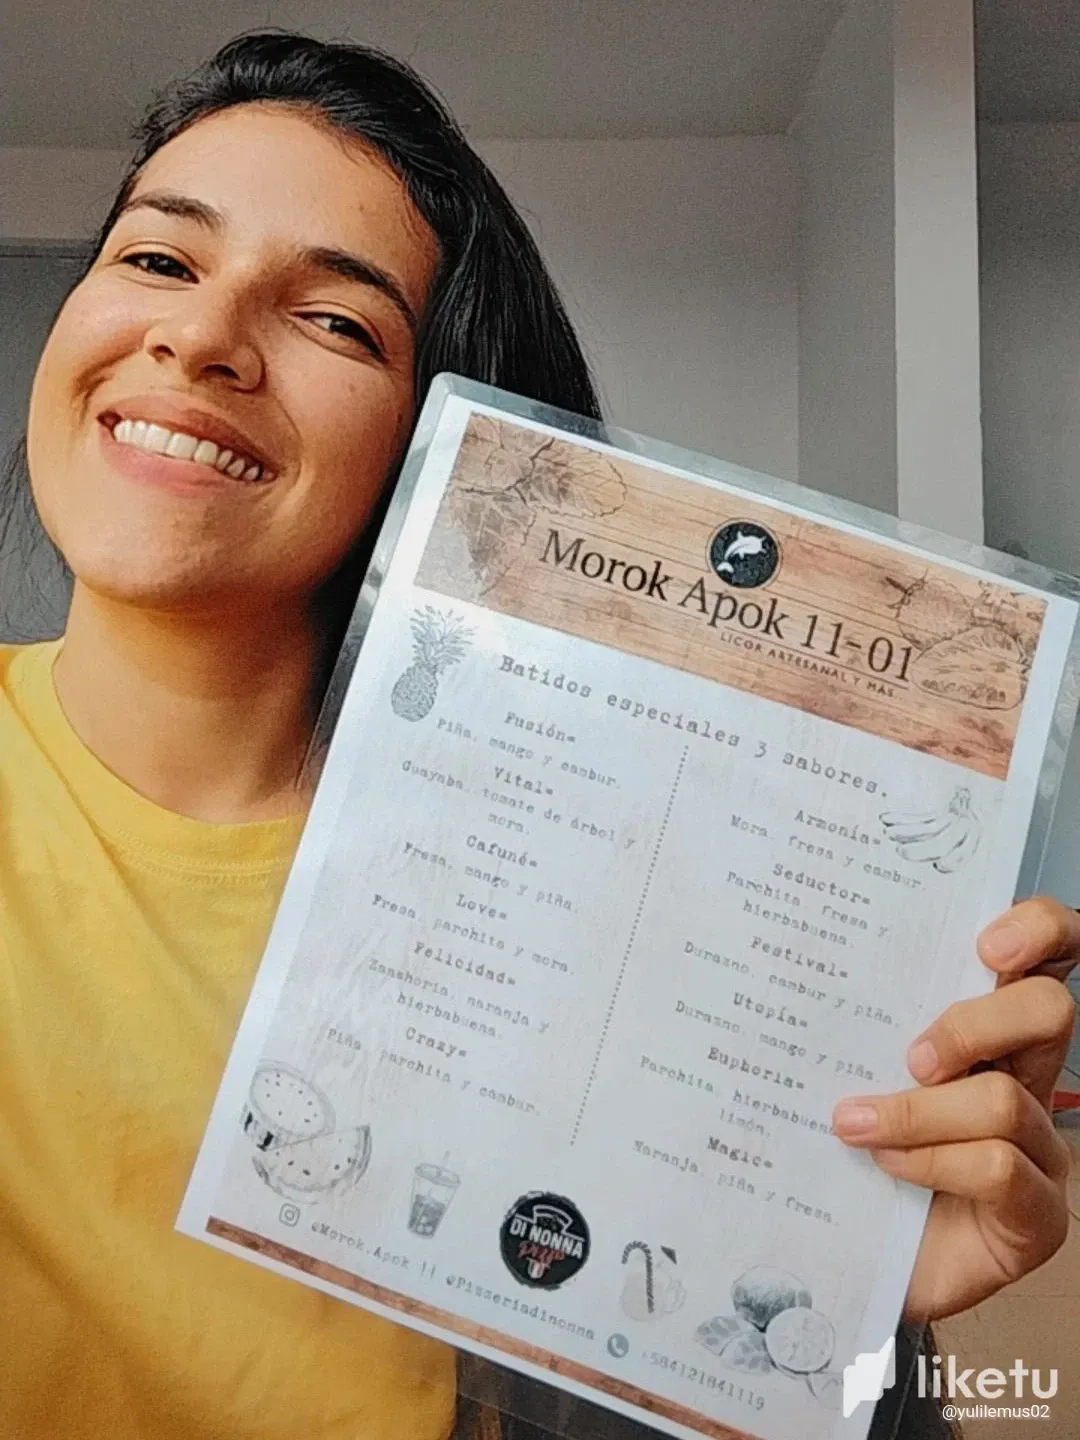 Morok Apok 11-01
LICOR ARTESANAL Y MÁS
Batidos especiales 3 sabores.
Fusión=
Piña, mango y cambur.
Vital=
Guayaba, tomate de árbol y
mora.
Cafuné=
Fresa, mango y piña.
Love=
Fresa, parchita y mora.
Felicidad=
Zanahoria, naranja y
hierbabuena.
Crazy=
Piña, parchita y cambur.
Armonía=
Mora, fresa y cambur.
Seductor=
Parchita, fresa y
hierbabuena.
Festival=
Durazno, cambur y piña.
Utopía=
Durazno, mango y piña.
Euphoria=
Parchita, hierbabuena
limón.
Magic=
Naranja, piña y fresa.
DI NONNA
Pizza
@Morok.Apok || @Pizzeriadinonna
+584121841119
liketu
@yulilemus02